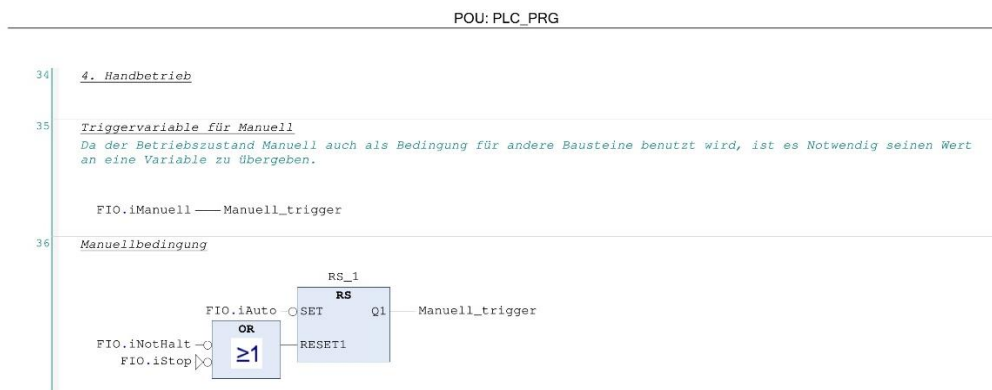 POU: PLC_PRG
34 4. Handbetrieb
35 Triggervariable für Manuell
Da der Betriebszustand Manuell auch als Bedingung für andere Bausteine benutzt wird, ist es Notwendig seinen Wert
an eine Variable zu übergeben.
FIO.iManuell Manuell_trigger
36 Manuellbedingung
RS_1
RS
FIO.iAuto SET Q1 Manuell_trigger
OR
FIO.iNotHalt RESET1
≥1
FIO.iStop